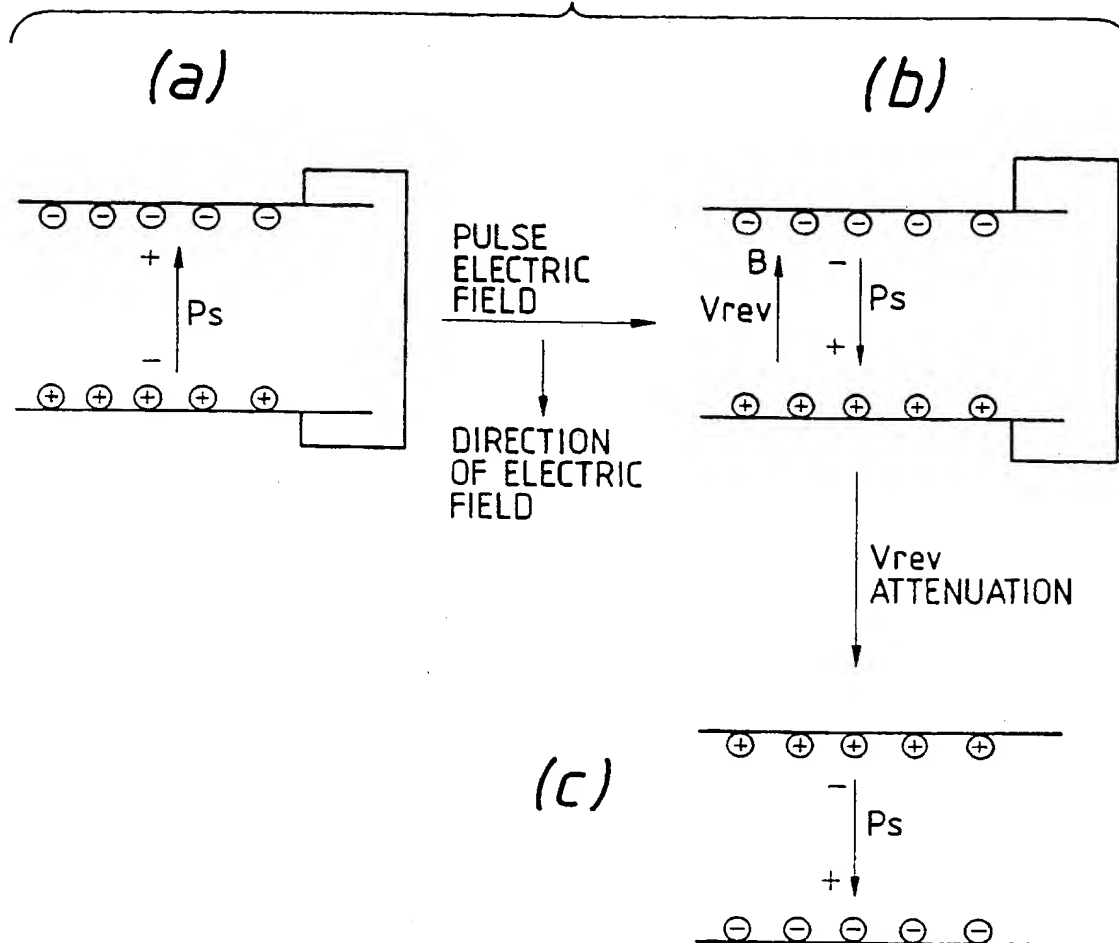 (a)
(b)
⊖ ⊖ ⊖ ⊖ ⊖
+
Ps
−
⊕ ⊕ ⊕ ⊕ ⊕
PULSE
ELECTRIC
FIELD
DIRECTION
OF ELECTRIC
FIELD
⊖ ⊖ ⊖ ⊖ ⊖
B −
Vrev Ps
+
⊕ ⊕ ⊕ ⊕ ⊕
Vrev
ATTENUATION
(c)
⊕ ⊕ ⊕ ⊕ ⊕
−
Ps
+
⊖ ⊖ ⊖ ⊖ ⊖